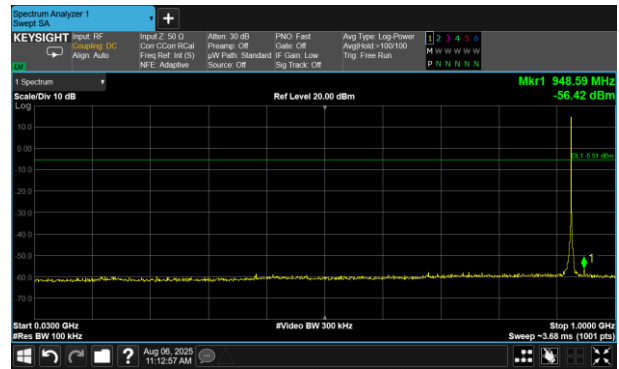 Spectrum Analyzer 1
Swept SA
KEYSIGHT
Input: RF
Coupling: DC
Align: Auto
Input Z: 50 Ω
Corr CCorr RCal
Freq Ref: Int (S)
NFE: Adaptive
Atten: 30 dB
Preamp: Off
µW Path: Standard
Source: Off
PNO: Fast
Gate: Off
IF Gain: Low
Sig Track: Off
Avg Type: Log-Power
Avg|Hold >100/100
Trig: Free Run
1 2 3 4 5 6
M W W W W W
P N N N N N
1 Spectrum
Scale/Div 10 dB
Ref Level 20.00 dBm
Mkr1 948.59 MHz
-56.42 dBm
Log
10.0
0.00
DL1 -5.51 dBm
-10.0
-20.0
-30.0
-40.0
-50.0
1
-60.0
-70.0
Start 0.0300 GHz
#Video BW 300 kHz
Stop 1.0000 GHz
#Res BW 100 kHz
Sweep ~3.68 ms (1001 pts)
?
Aug 06, 2025
11:12:57 AM